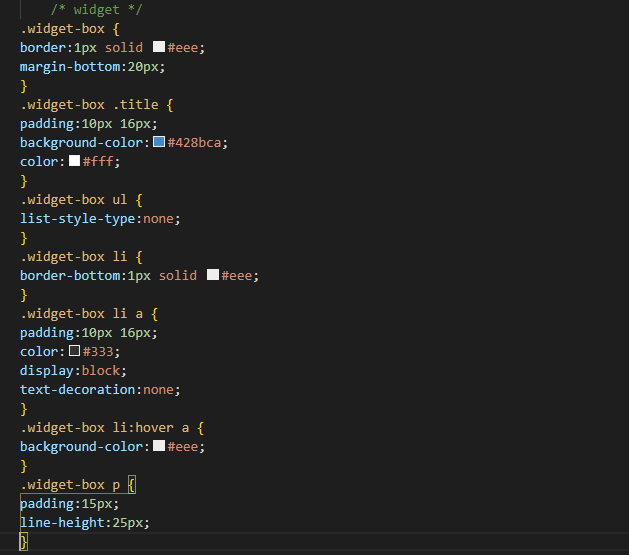 /* widget */
.widget-box {
border:1px solid #eee;
margin-bottom:20px;
}
.widget-box .title {
padding:10px 16px;
background-color:#428bca;
color:#fff;
}
.widget-box ul {
list-style-type:none;
}
.widget-box li {
border-bottom:1px solid #eee;
}
.widget-box li a {
padding:10px 16px;
color:#333;
display:block;
text-decoration:none;
}
.widget-box li:hover a {
background-color:#eee;
}
.widget-box p {
padding:15px;
line-height:25px;
}